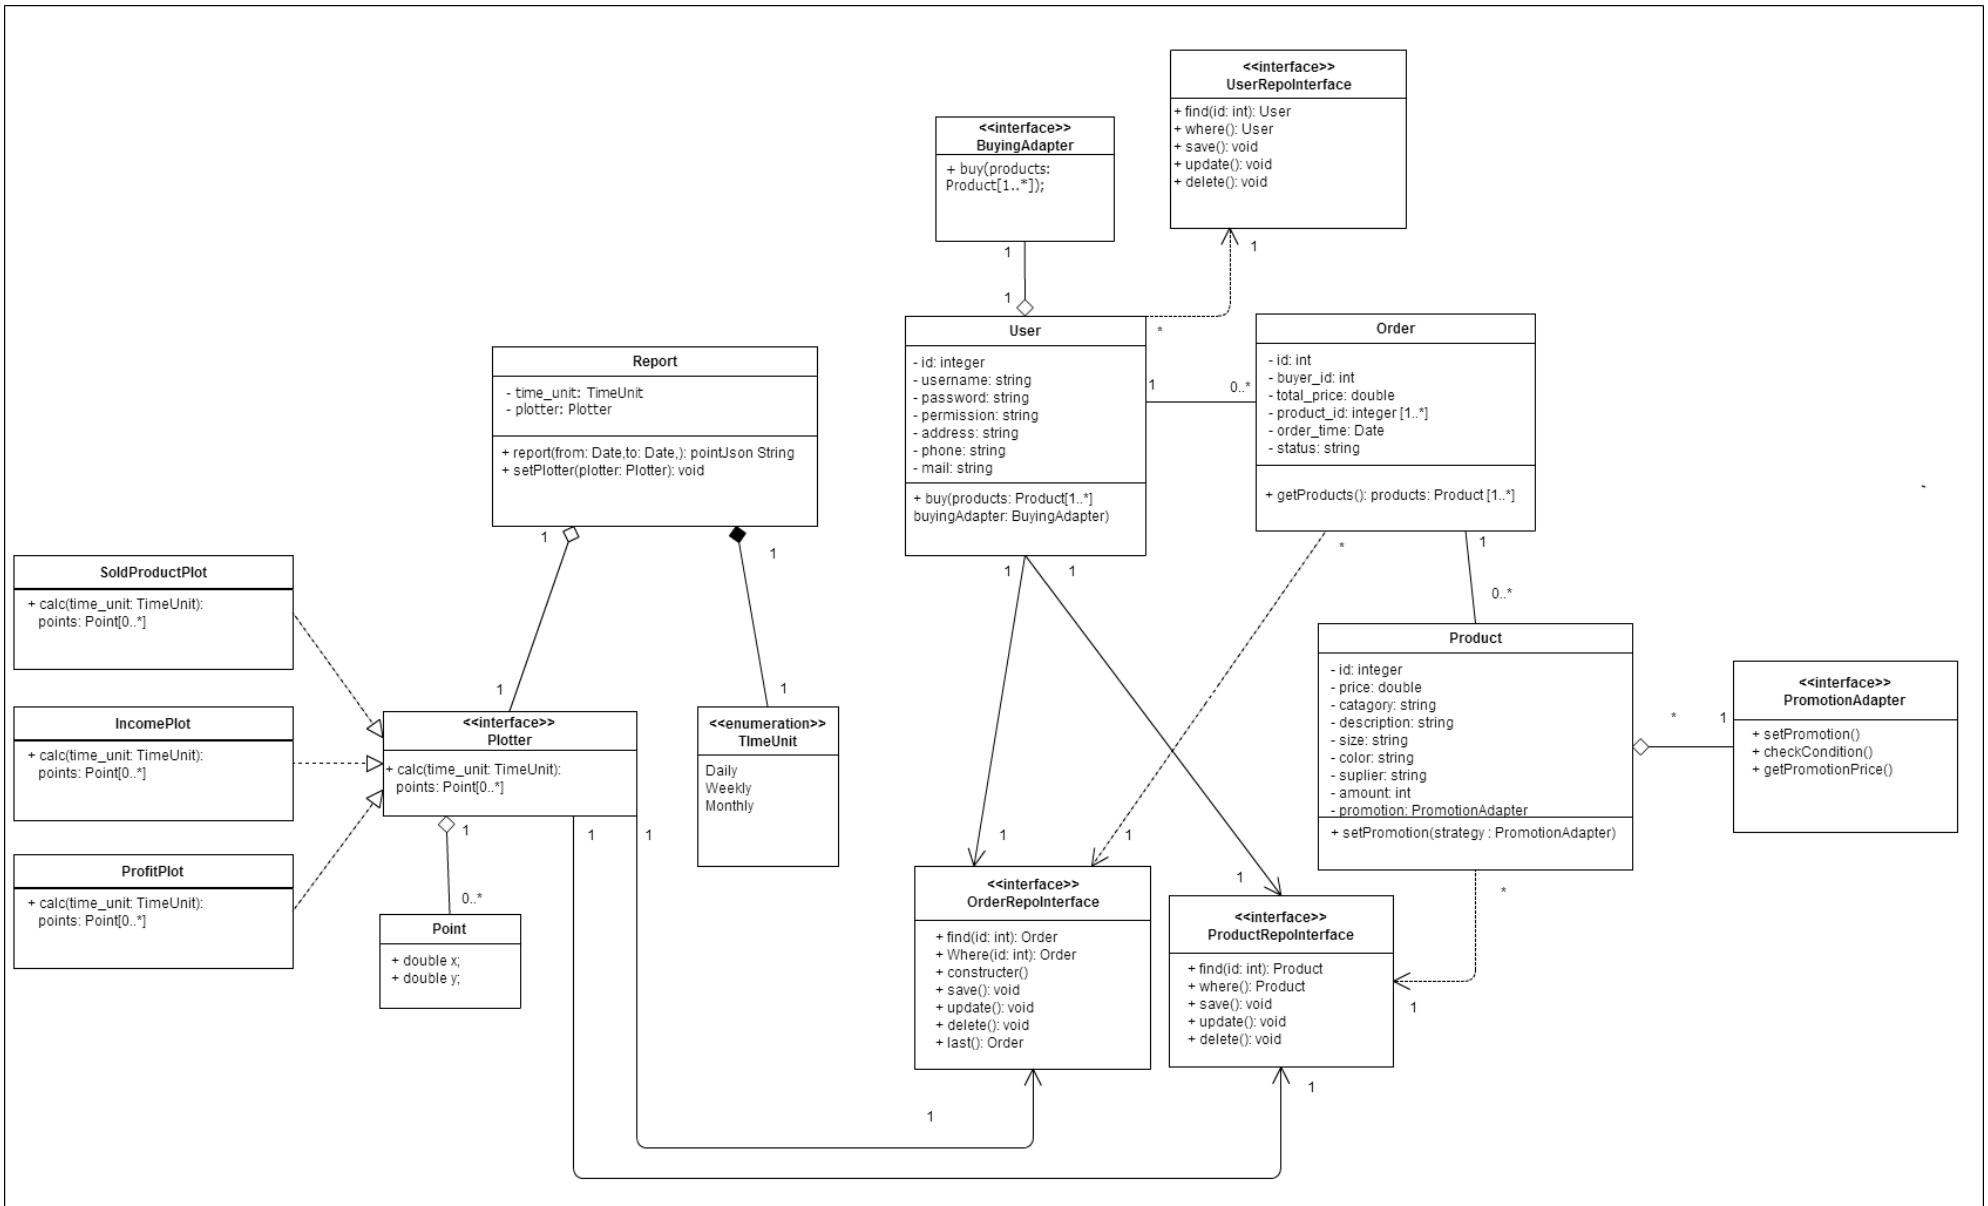 <<interface>>
UserRepoInterface
+ find(id: int): User
+ where(): User
+ save(): void
+ update(): void
+ delete(): void
1
<<interface>>
BuyingAdapter
+ buy(products:
Product[1..*]);
1
1
*
User
- id: integer
- username: string
- password: string
- permission: string
- address: string
- phone: string
- mail: string
+ buy(products: Product[1..*]
buyingAdapter: BuyingAdapter)
1
0..*
1
1
Order
- id: int
- buyer_id: int
- total_price: double
- product_id: integer [1..*]
- order_time: Date
- status: string
+ getProducts(): products: Product [1..*]
*
1
0..*
Report
- time_unit: TimeUnit
- plotter: Plotter
+ report(from: Date,to: Date,): pointJson String
+ setPlotter(plotter: Plotter): void
1
1
1
1
SoldProductPlot
+ calc(time_unit: TimeUnit):
points: Point[0..*]
IncomePlot
+ calc(time_unit: TimeUnit):
points: Point[0..*]
ProfitPlot
+ calc(time_unit: TimeUnit):
points: Point[0..*]
<<interface>>
Plotter
+ calc(time_unit: TimeUnit):
points: Point[0..*]
1
1
1
0..*
Point
+ double x;
+ double y;
<<enumeration>>
TImeUnit
Daily
Weekly
Monthly
Product
- id: integer
- price: double
- catagory: string
- description: string
- size: string
- color: string
- suplier: string
- amount: int
- promotion: PromotionAdapter
+ setPromotion(strategy : PromotionAdapter)
*
1
*
<<interface>>
PromotionAdapter
+ setPromotion()
+ checkCondition()
+ getPromotionPrice()
1
1
<<interface>>
OrderRepoInterface
+ find(id: int): Order
+ Where(id: int): Order
+ constructer()
+ save(): void
+ update(): void
+ delete(): void
+ last(): Order
1
1
<<interface>>
ProductRepoInterface
+ find(id: int): Product
+ where(): Product
+ save(): void
+ update(): void
+ delete(): void
1
1